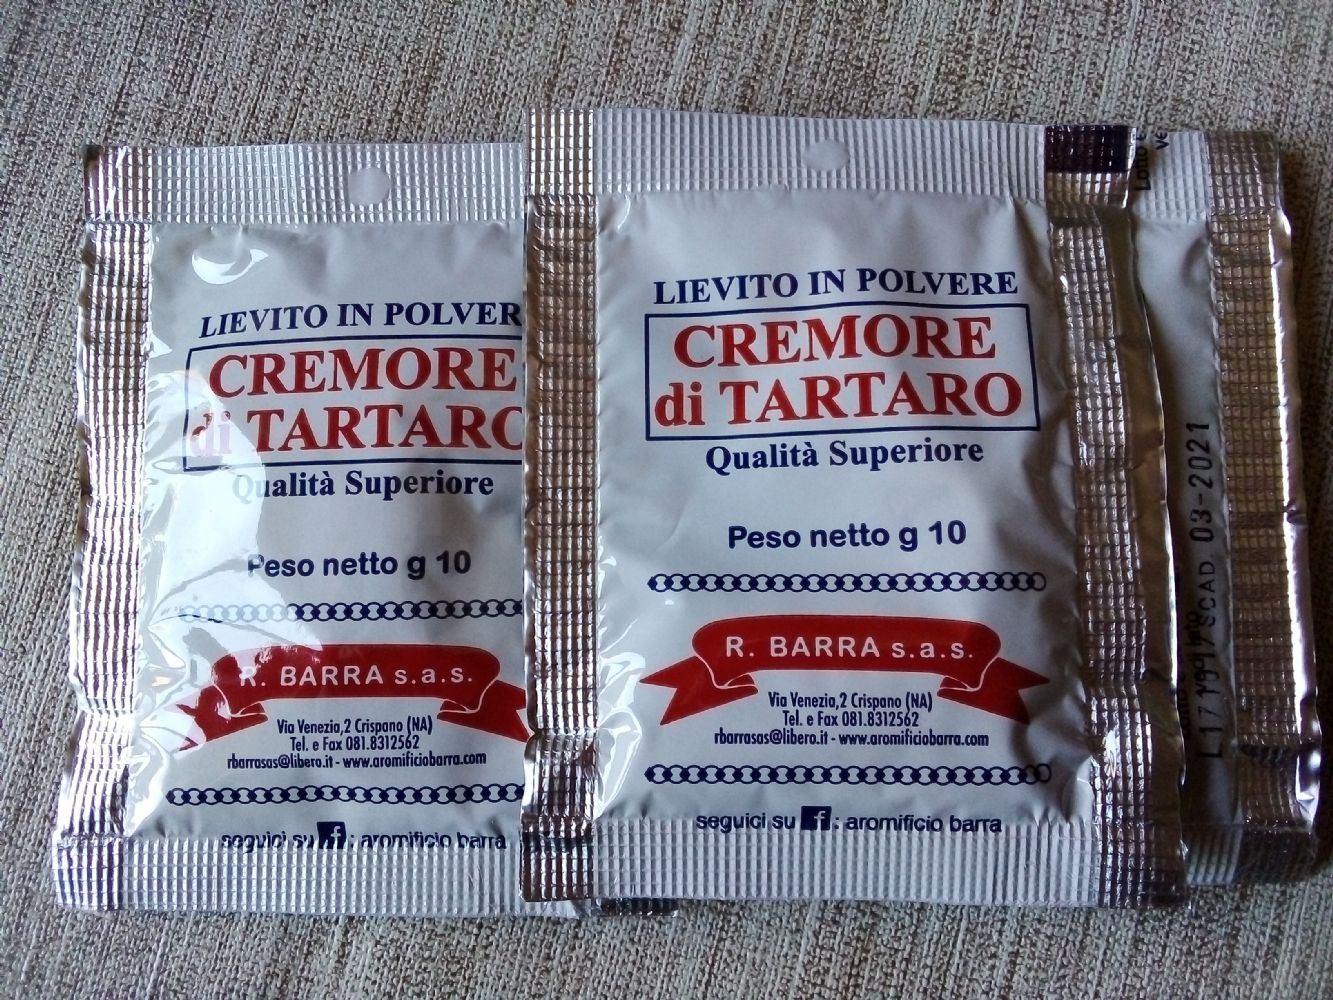 LIEVITO IN POLVER
CREMORE
di TARTARO
Qualità Superiore
Peso netto g 10
R. BARRA s.a.s.
Via Venezia,2 Crispano (NA)
Tel. e Fax 081.8312562
rbarrasas@libero.it - www.aromificiobarra.com
seguici su f : aromificio barra
LIEVITO IN POLVERE
CREMORE
di TARTARO
Qualità Superiore
Peso netto g 10
R. BARRA s.a.s.
Via Venezia,2 Crispano (NA)
Tel. e Fax 081.8312562
rbarrasas@libero.it - www.aromificiobarra.com
seguici su f : aromificio barra
SCAD. 03-2021